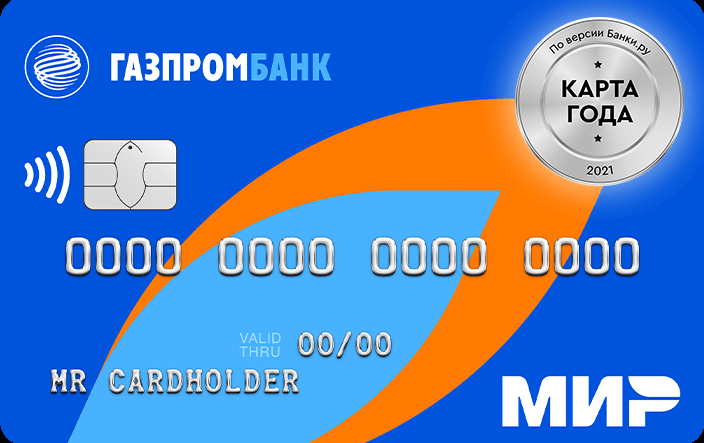 ГАЗПРОМБАНК
По версии Банки.ру
КАРТА
ГОДА
2021
0000 0000 0000 0000
VALID
THRU
00/00
MR CARDHOLDER
МИР